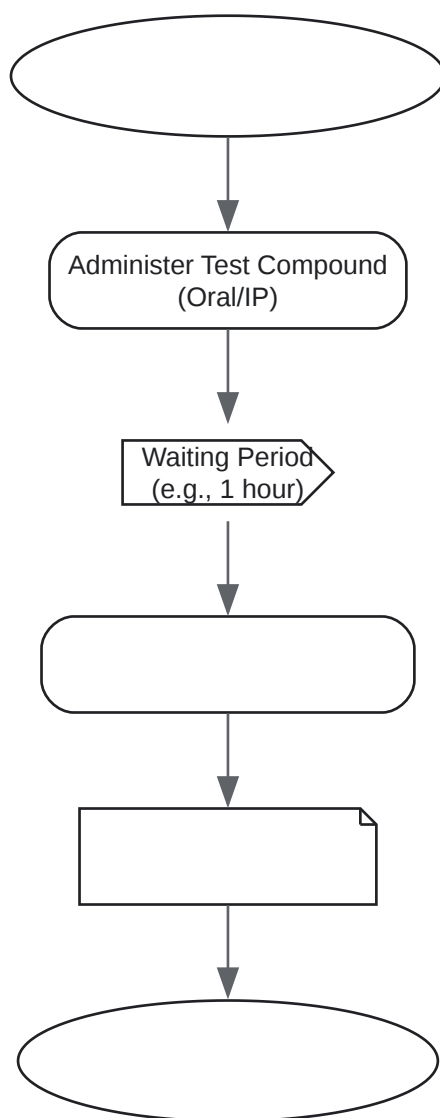 Administer Test Compound
(Oral/IP)
Waiting Period
(e.g., 1 hour)